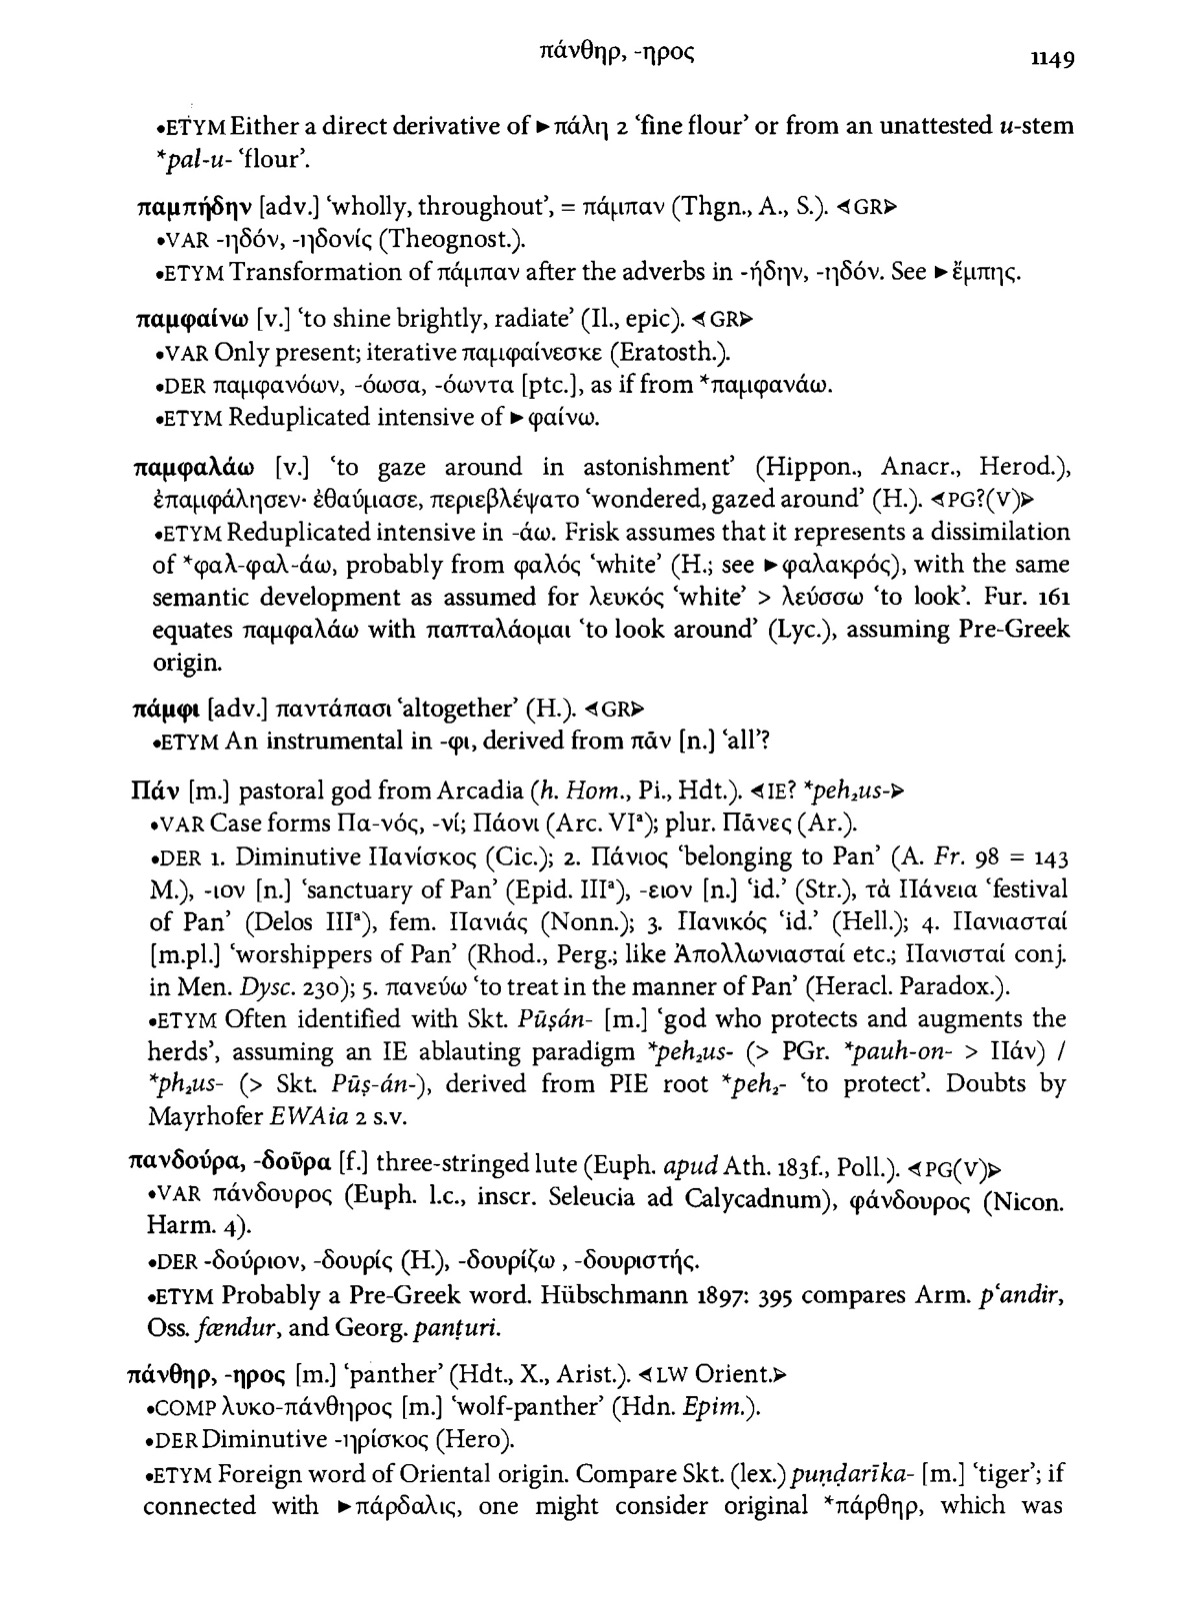 πάνθηρ, -ηρος
1149
•ETYM Either a direct derivative of ►πάλη 2 ‘fine flour’ or from an unattested u-stem
*pal-u- ‘flour’.
παμπήδην [adv.] ‘wholly, throughout’, = πάμπαν (Thgn., A., S.). ⋖GR⋗
•VAR -ηδόν, -ηδονίς (Theognost.).
•ETYM Transformation of πάμπαν after the adverbs in -ήδην, -ηδόν. See ►ἔμπης.
παμφαίνω [v.] ‘to shine brightly, radiate’ (Il., epic). ⋖GR⋗
•VAR Only present; iterative παμφαίνεσκε (Eratosth.).
•DER παμφανόων, -όωσα, -όωντα [ptc.], as if from *παμφανάω.
•ETYM Reduplicated intensive of ►φαίνω.
παμφαλάω [v.] ‘to gaze around in astonishment’ (Hippon., Anacr., Herod.),
ἐπαμφάλησεν· ἐθαύμασε, περιεβλέψατο ‘wondered, gazed around’ (H.). ⋖PG?(V)⋗
•ETYM Reduplicated intensive in -άω. Frisk assumes that it represents a dissimilation
of *φαλ-φαλ-άω, probably from φαλός ‘white’ (H.; see ►φαλακρός), with the same
semantic development as assumed for λευκός ‘white’ > λεύσσω ‘to look’. Fur. 161
equates παμφαλάω with παπταλάομαι ‘to look around’ (Lyc.), assuming Pre-Greek
origin.
πάμφι [adv.] παντάπασι ‘altogether’ (H.). ⋖GR⋗
•ETYM An instrumental in -φι, derived from πᾶν [n.] ‘all’?
Πάν [m.] pastoral god from Arcadia (h. Hom., Pi., Hdt.). ⋖IE? *peh₂us-⋗
•VAR Case forms Πα-νός, -νί; Πάονι (Arc. VIᵃ); plur. Πᾶνες (Ar.).
•DER 1. Diminutive Πανίσκος (Cic.); 2. Πάνιος ‘belonging to Pan’ (A. Fr. 98 = 143
M.), -ιον [n.] ‘sanctuary of Pan’ (Epid. IIIᵃ), -ειον [n.] ‘id.’ (Str.), τὰ Πάνεια ‘festival
of Pan’ (Delos IIIᵃ), fem. Πανιάς (Nonn.); 3. Πανικός ‘id.’ (Hell.); 4. Πανιασταί
[m.pl.] ‘worshippers of Pan’ (Rhod., Perg.; like Ἀπολλωνιασταί etc.; Πανισταί conj.
in Men. Dysc. 230); 5. πανεύω ‘to treat in the manner of Pan’ (Heracl. Paradox.).
•ETYM Often identified with Skt. Pūṣán- [m.] ‘god who protects and augments the
herds’, assuming an IE ablauting paradigm *peh₂us- (> PGr. *pauh-on- > Πάν) /
*ph₂us- (> Skt. Pūṣ-án-), derived from PIE root *peh₂- ‘to protect’. Doubts by
Mayrhofer EWAia 2 s.v.
πανδούρα, -δοῦρα [f.] three-stringed lute (Euph. apud Ath. 183f., Poll.). ⋖PG(V)⋗
•VAR πάνδουρος (Euph. l.c., inscr. Seleucia ad Calycadnum), φάνδουρος (Nicon.
Harm. 4).
•DER -δούριον, -δουρίς (H.), -δουρίζω , -δουριστής.
•ETYM Probably a Pre-Greek word. Hübschmann 1897: 395 compares Arm. pʻandir,
Oss. fœndur, and Georg. panṭuri.
πάνθηρ, -ηρος [m.] ‘panther’ (Hdt., X., Arist.). ⋖LW Orient.⋗
•COMP λυκο-πάνθηρος [m.] ‘wolf-panther’ (Hdn. Epim.).
•DER Diminutive -ηρίσκος (Hero).
•ETYM Foreign word of Oriental origin. Compare Skt. (lex.) puṇḍarīka- [m.] ‘tiger’; if
connected with ►πάρδαλις, one might consider original *πάρθηρ, which was